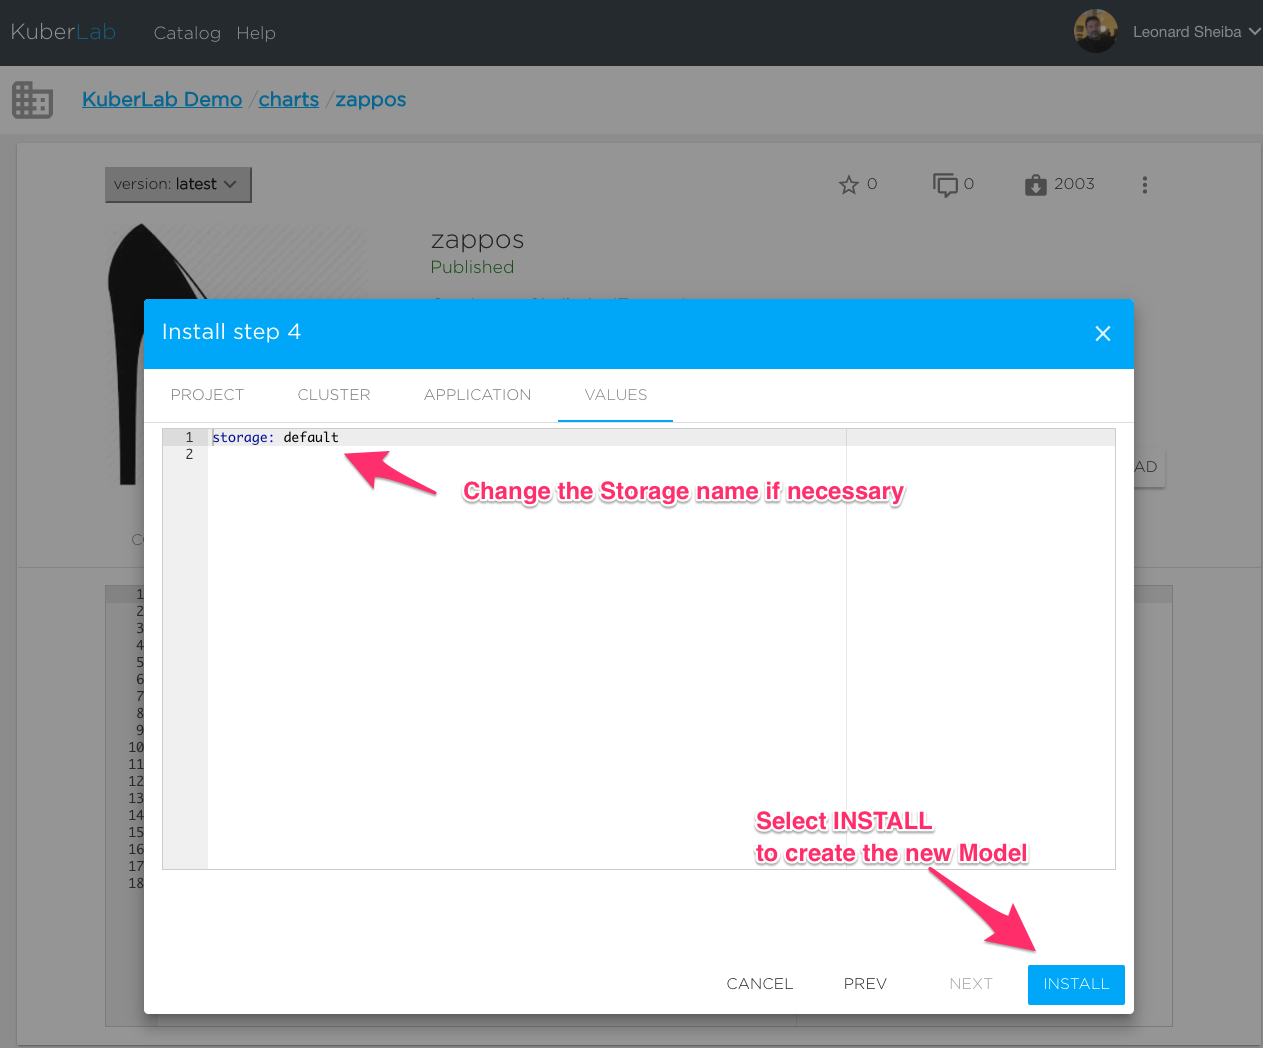 KuberLab Catalog Help Leonard Sheiba
KuberLab Demo / charts / zappos
version: latest 0 0 2003
zappos
Published
Install step 4
PROJECT CLUSTER APPLICATION VALUES
1 storage: default
2
Change the Storage name if necessary
AD
1
2
3
4
5
6
7
8
9
10
11
12
13
14
15
16
17
18
Select INSTALL
to create the new Model
CANCEL PREV NEXT INSTALL